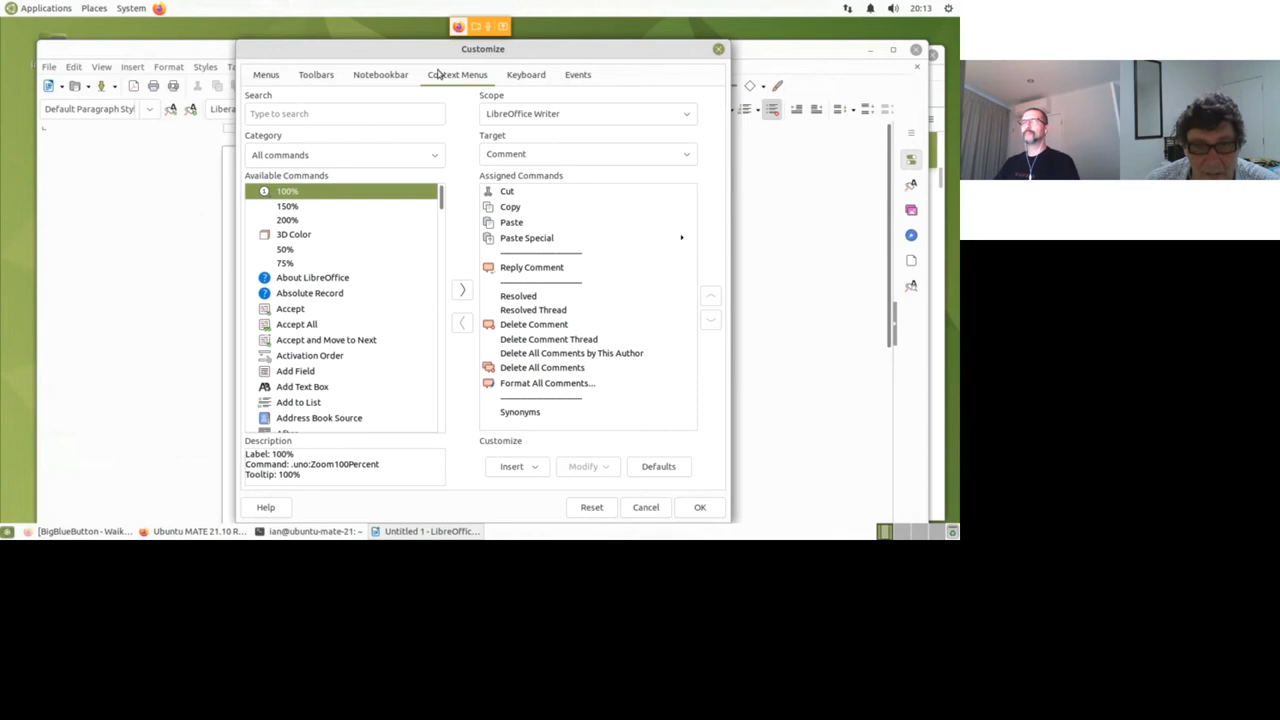 Applications Places System
20:13
Customize
File Edit View Insert Format Styles
Default Paragraph Styl
Menus Toolbars Notebookbar Context Menus Keyboard Events
Search
Type to search
Category
All commands
Available Commands
100%
150%
200%
3D Color
50%
75%
About LibreOffice
Absolute Record
Accept
Accept All
Accept and Move to Next
Activation Order
Add Field
Add Text Box
Add to List
Address Book Source
Description
Label: 100%
Command: .uno:Zoom100Percent
Tooltip: 100%
Scope
LibreOffice Writer
Target
Comment
Assigned Commands
Cut
Copy
Paste
Paste Special
Reply Comment
Resolved
Resolved Thread
Delete Comment
Delete Comment Thread
Delete All Comments by This Author
Delete All Comments
Format All Comments...
Synonyms
Customize
Insert Modify Defaults
Help Reset Cancel OK
[BigBlueButton - Waik... Ubuntu MATE 21.10 R... ian@ubuntu-mate-21: ~ Untitled 1 - LibreOffic...